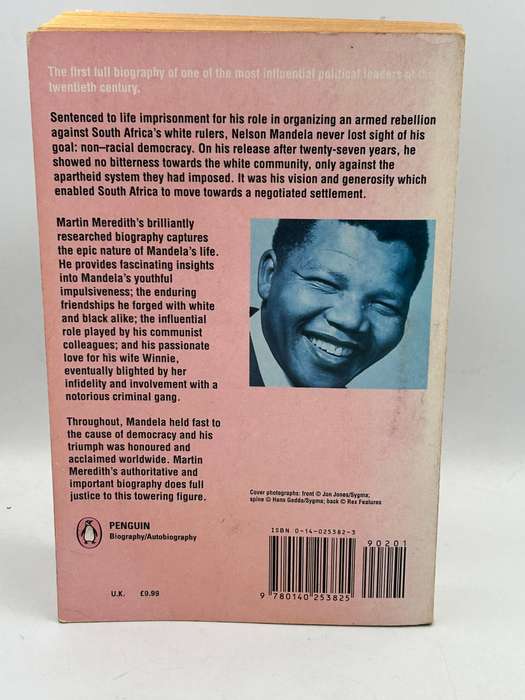 The first full biography of one of the most influential political leaders of the
twentieth century.
Sentenced to life imprisonment for his role in organizing an armed rebellion
against South Africa's white rulers, Nelson Mandela never lost sight of his
goal: non–racial democracy. On his release after twenty-seven years, he
showed no bitterness towards the white community, only against the
apartheid system they had imposed. It was his vision and generosity which
enabled South Africa to move towards a negotiated settlement.
Martin Meredith's brilliantly
researched biography captures
the epic nature of Mandela's life.
He provides fascinating insights
into Mandela's youthful
impulsiveness; the enduring
friendships he forged with white
and black alike; the influential
role played by his communist
colleagues; and his passionate
love for his wife Winnie,
eventually blighted by her
infidelity and involvement with a
notorious criminal gang.
Throughout, Mandela held fast to
the cause of democracy and his
triumph was honoured and
acclaimed worldwide. Martin
Meredith's authoritative and
important biography does full
justice to this towering figure.
Cover photographs: front © Jon Jones/Sygma;
spine © Hans Gedda/Sygma; back © Rex Features
PENGUIN
Biography/Autobiography
U.K. £9.99
ISBN 0-14-025382-3
90201
9 780140 253825